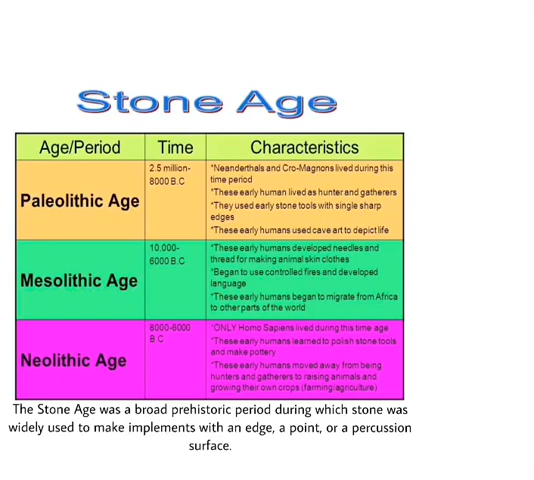 Stone Age
Age/Period Time Characteristics
Paleolithic Age
2.5 million-
8000 B.C
*Neanderthals and Cro-Magnons lived during this
time period
*These early human lived as hunter and gatherers
*They used early stone tools with single sharp
edges
*These early humans used cave art to depict life
Mesolithic Age
10,000-
6000 B.C
*These early humans developed needles and
thread for making animal skin clothes
*Began to use controlled fires and developed
language
*These early humans began to migrate from Africa
to other parts of the world
Neolithic Age
8000-6000
B C
*ONLY Homo Sapiens lived during this time age
*These early humans learned to polish stone tools
and make pottery
*These early humans moved away from being
hunters and gatherers to raising animals and
growing their own crops (farming/agriculture)
The Stone Age was a broad prehistoric period during which stone was
widely used to make implements with an edge, a point, or a percussion
surface.